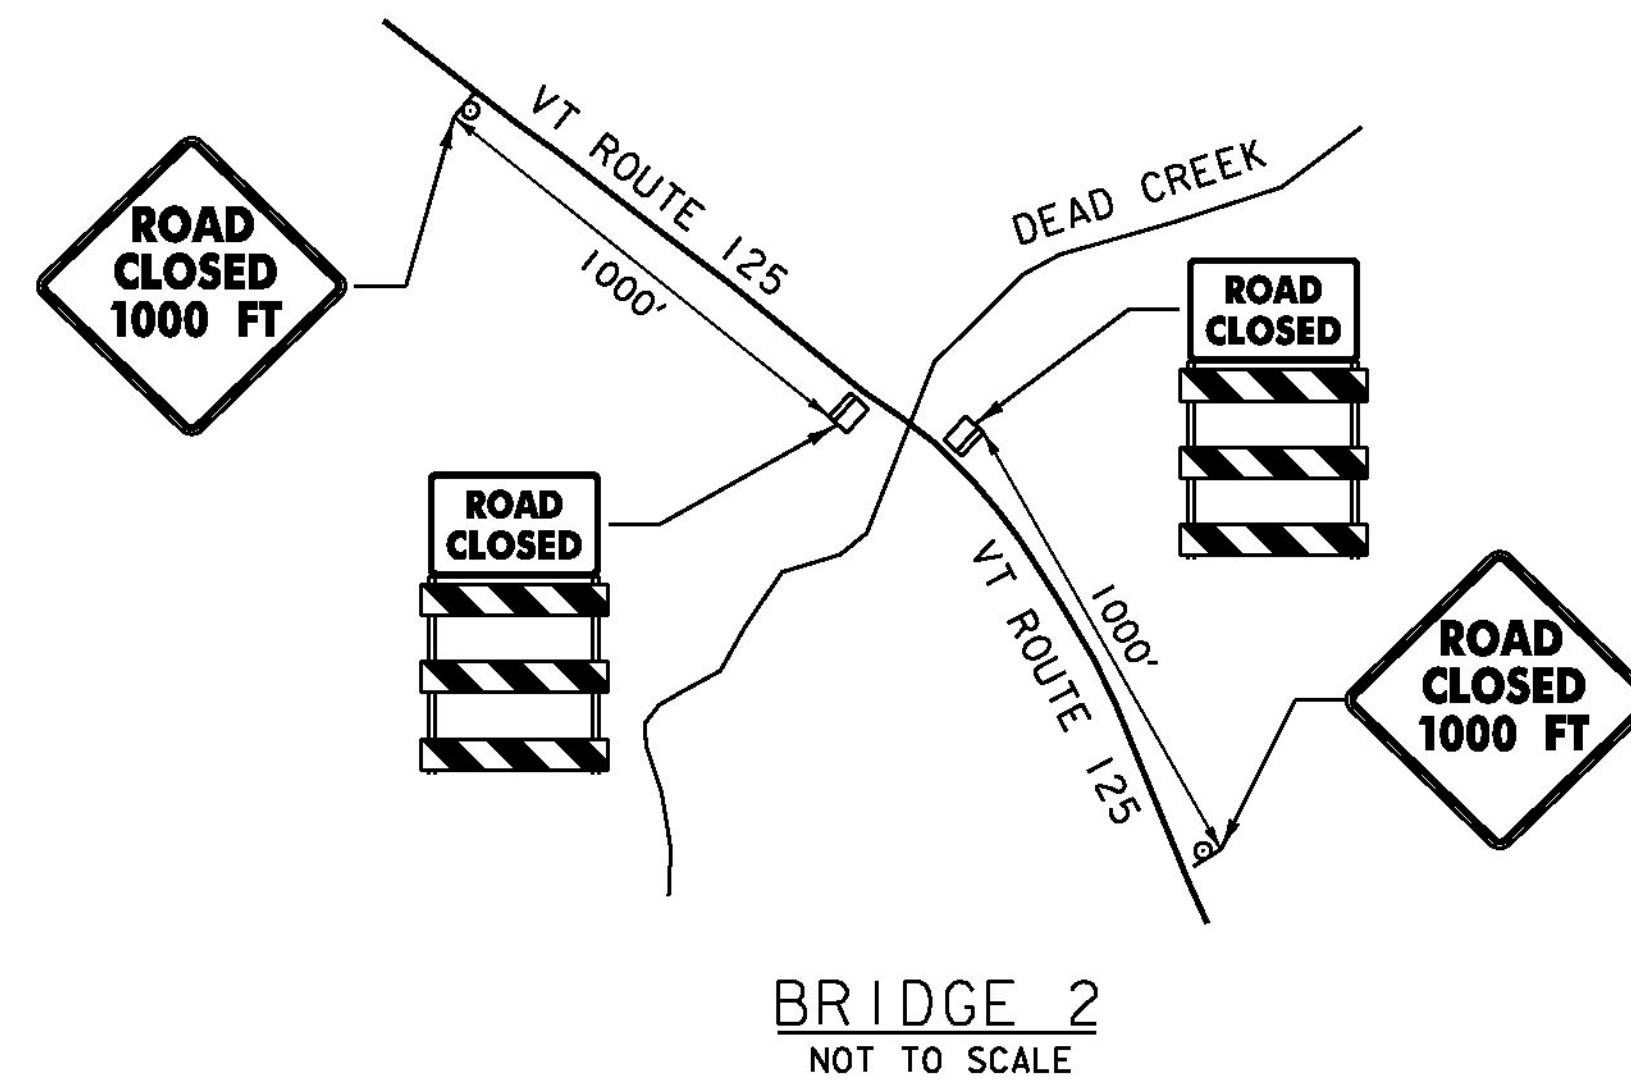 VT ROUTE 125
DEAD CREEK
ROAD
CLOSED
1000 FT
1000'
ROAD
CLOSED
ROAD
CLOSED
VT ROUTE 125
1000'
ROAD
CLOSED
1000 FT
BRIDGE 2
NOT TO SCALE